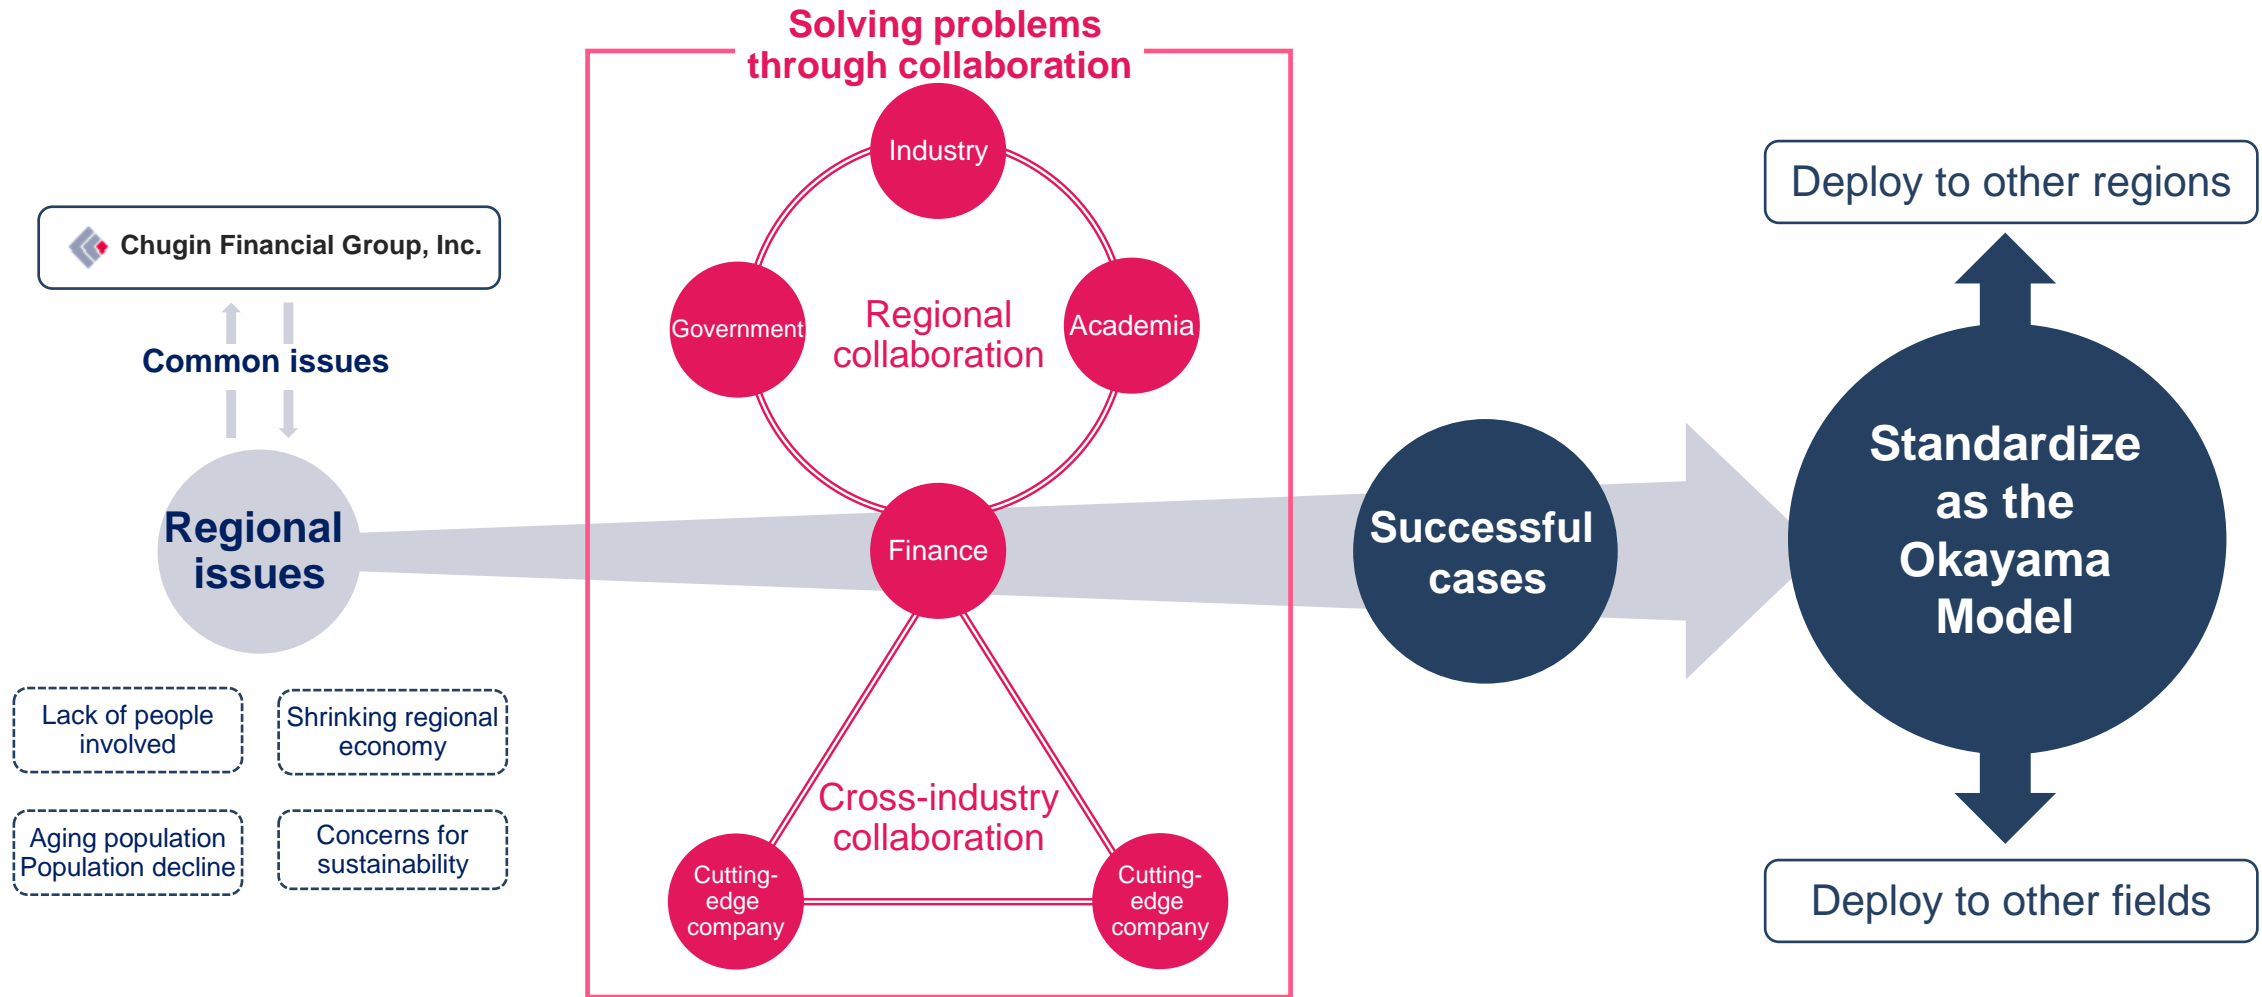 Chugin Financial Group, Inc.
Common issues
Regional
issues
Lack of people
involved
Shrinking regional
economy
Aging population
Population decline
Concerns for
sustainability
Solving problems
through collaboration
Industry
Government
Regional
collaboration
Academia
Finance
Cross-industry
collaboration
Cutting-
edge
company
Cutting-
edge
company
Successful
cases
Deploy to other regions
Standardize
as the
Okayama
Model
Deploy to other fields